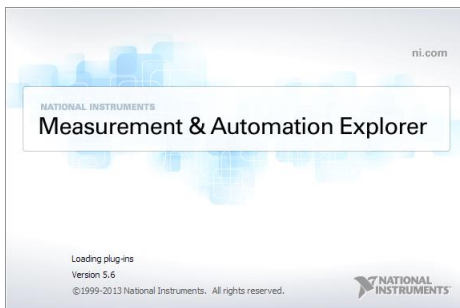 ni.com
NATIONAL INSTRUMENTS
Measurement & Automation Explorer
Loading plug-ins
Version 5.6
©1999-2013 National Instruments. All rights reserved.
NATIONAL
INSTRUMENTS